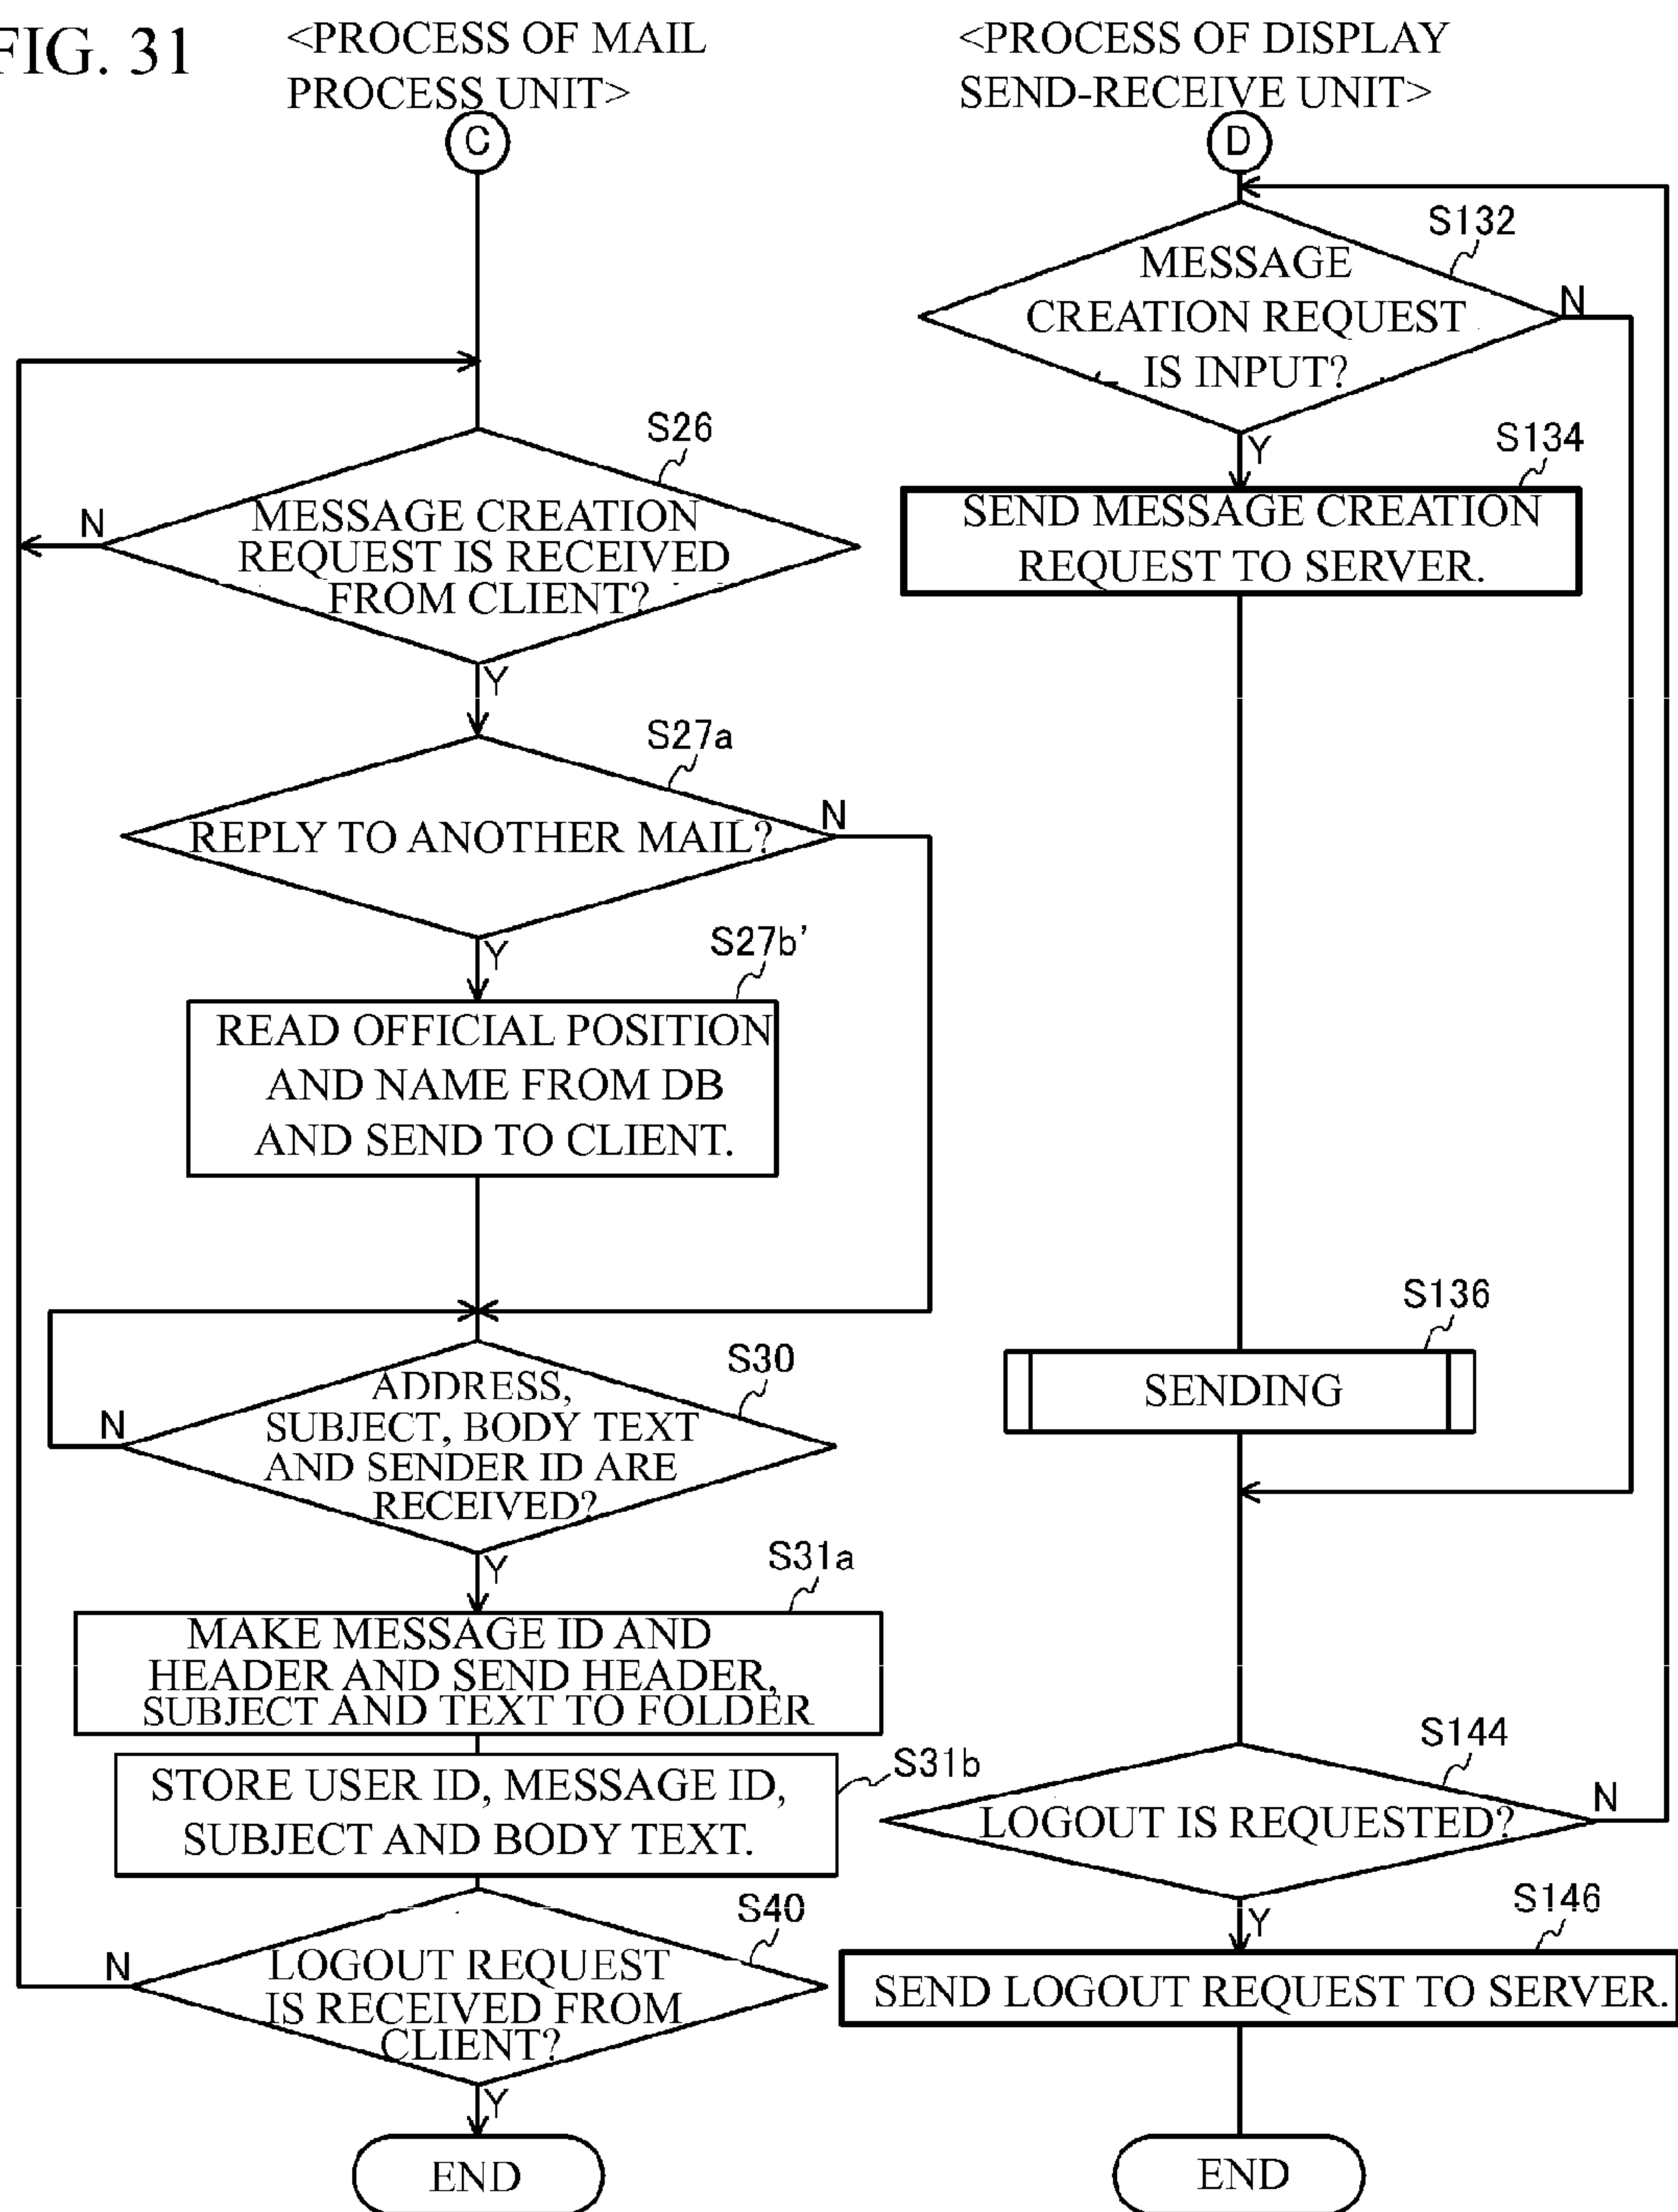 FIG. 31
<PROCESS OF MAIL
PROCESS UNIT>
C
S26
MESSAGE CREATION
REQUEST IS RECEIVED
FROM CLIENT?
N
Y
S27a
REPLY TO ANOTHER MAIL?
N
Y
S27b'
READ OFFICIAL POSITION
AND NAME FROM DB
AND SEND TO CLIENT.
S30
ADDRESS,
SUBJECT, BODY TEXT
AND SENDER ID ARE
RECEIVED?
N
Y
S31a
MAKE MESSAGE ID AND
HEADER AND SEND HEADER,
SUBJECT AND TEXT TO FOLDER
S31b
STORE USER ID, MESSAGE ID,
SUBJECT AND BODY TEXT.
S40
LOGOUT REQUEST
IS RECEIVED FROM
CLIENT?
N
Y
END
<PROCESS OF DISPLAY
SEND-RECEIVE UNIT>
D
S132
MESSAGE
CREATION REQUEST
IS INPUT?
N
Y
S134
SEND MESSAGE CREATION
REQUEST TO SERVER.
S136
SENDING
S144
LOGOUT IS REQUESTED?
N
Y
S146
SEND LOGOUT REQUEST TO SERVER.
END